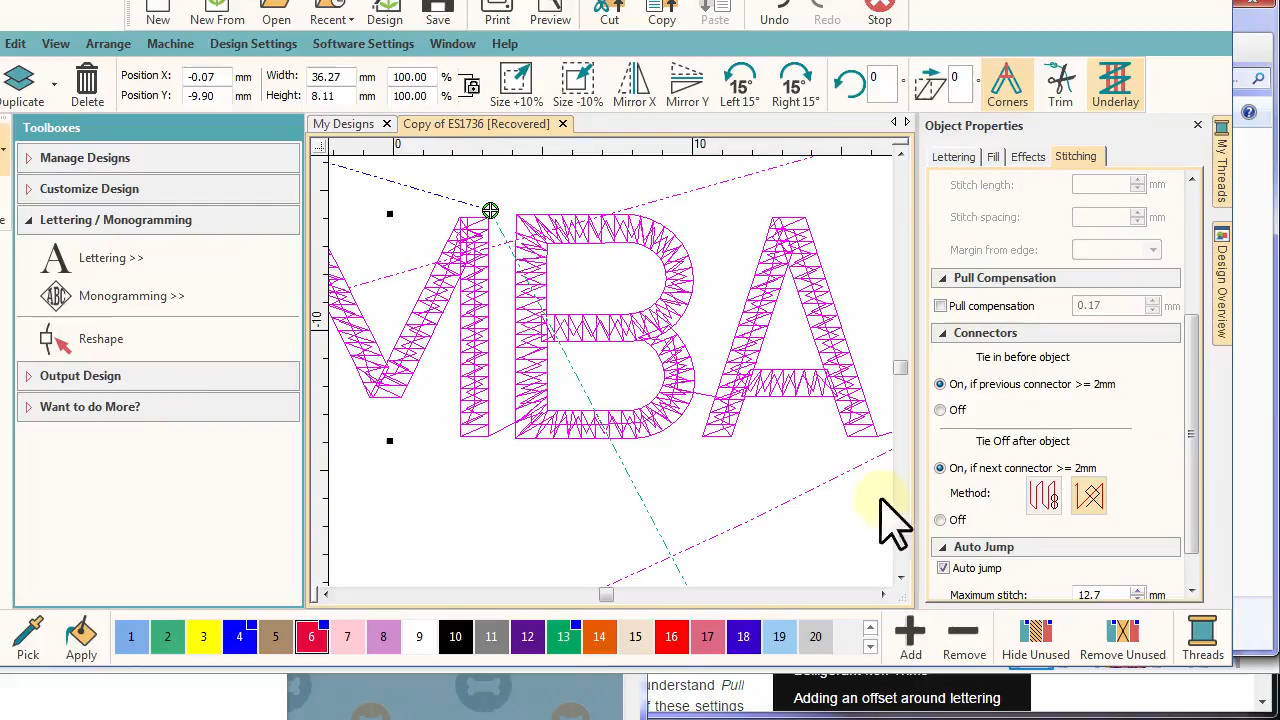 New New From Open Recent Design Save Print Preview Cut Copy Paste Undo Redo Stop
Edit View Arrange Machine Design Settings Software Settings Window Help
Duplicate Delete
Position X: -0.07 mm Width: 36.27 mm 100.00 %
Position Y: -9.90 mm Height: 8.11 mm 100.00 %
Size +10% Size -10% Mirror X Mirror Y Left 15° Right 15° 0 ° 0 ° Corners Trim Underlay
15° 15°
Toolboxes
Manage Designs
Customize Design
Lettering / Monogramming
Lettering >>
ABC Monogramming >>
Reshape
Output Design
Want to do More?
My Designs Copy of ES1736 [Recovered]
0 10
-10
MBA
Object Properties
Lettering Fill Effects Stitching
Stitch length: mm
Stitch spacing: mm
Margin from edge:
Pull Compensation
Pull compensation 0.17 mm
Connectors
Tie in before object
On, if previous connector >= 2mm
Off
Tie Off after object
On, if next connector >= 2mm
Method:
Off
Auto Jump
Auto jump
Maximum stitch: 12.7 mm
My Threads
Design Overview
Pick Apply 1 2 3 4 5 6 7 8 9 10 11 12 13 14 15 16 17 18 19 20 Add Remove Hide Unused Remove Unused Threads
understand Pull
f these settings
Adding an offset around lettering